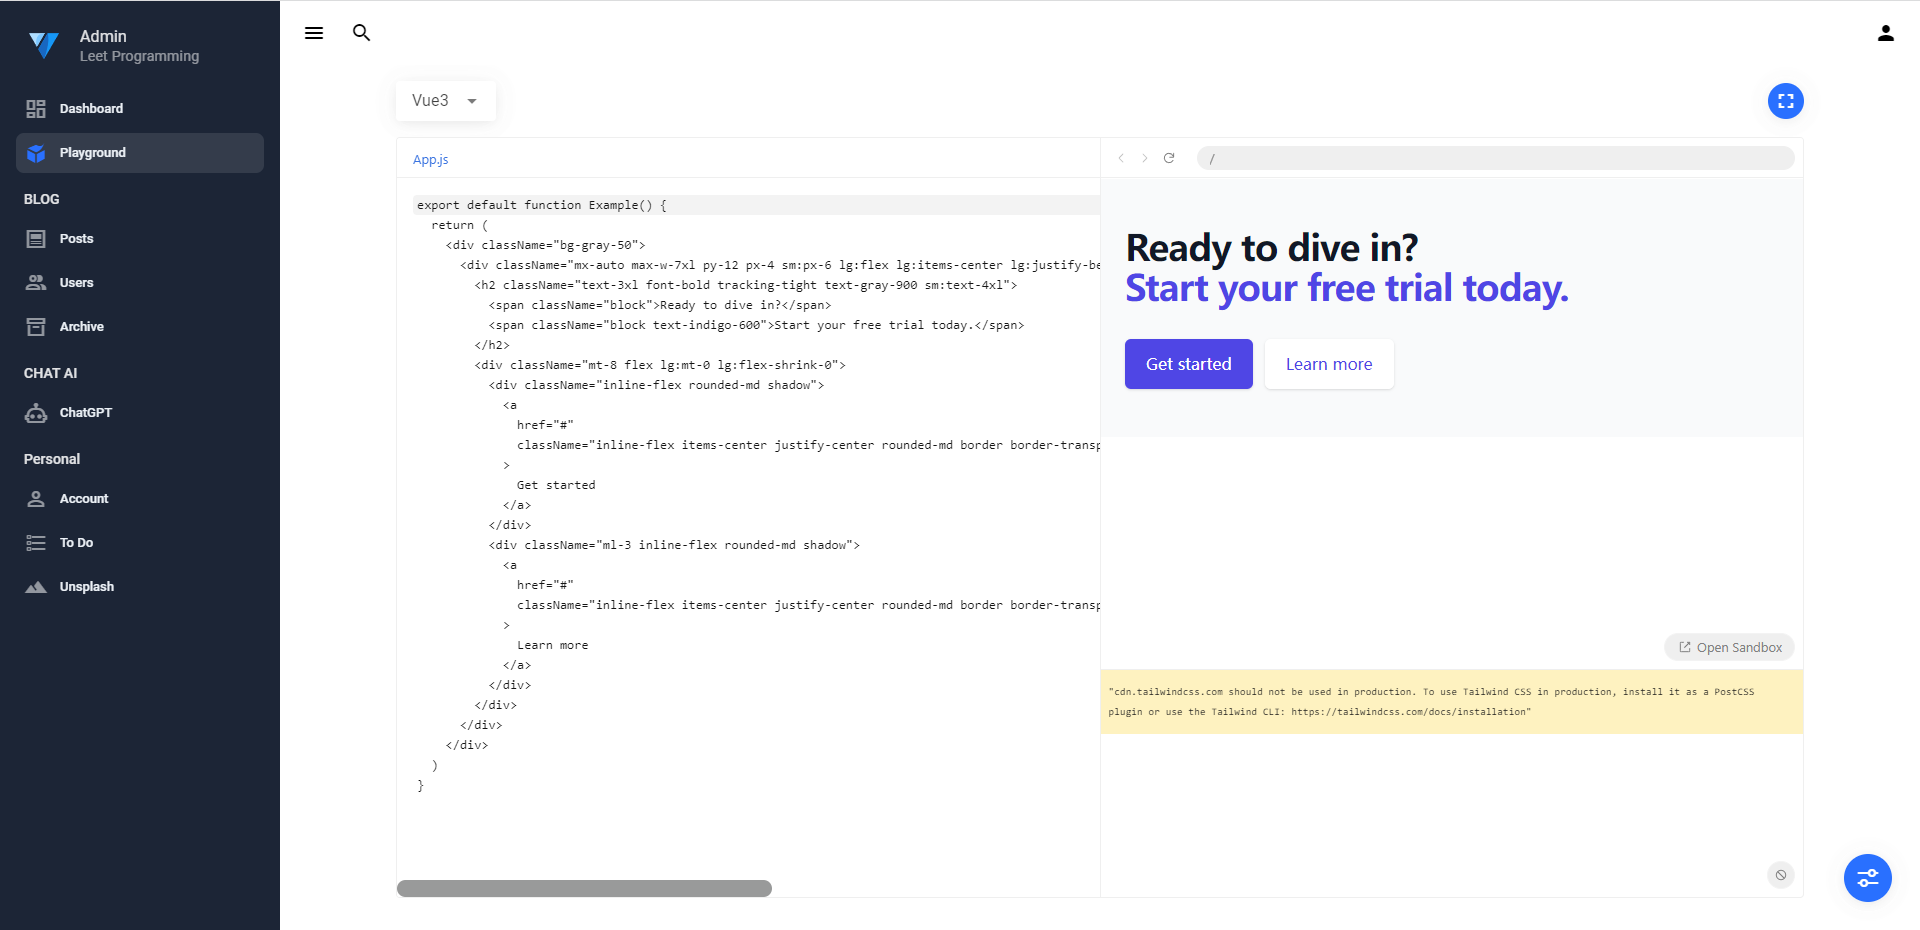 Admin
Leet Programming
Dashboard
Playground
BLOG
Posts
Users
Archive
CHAT AI
ChatGPT
Personal
Account
To Do
Unsplash
Vue3
App.js
export default function Example() {
return (
<div className="bg-gray-50">
<div className="mx-auto max-w-7xl py-12 px-4 sm:px-6 lg:flex lg:items-center lg:justify-be
<h2 className="text-3xl font-bold tracking-tight text-gray-900 sm:text-4xl">
<span className="block">Ready to dive in?</span>
<span className="block text-indigo-600">Start your free trial today.</span>
</h2>
<div className="mt-8 flex lg:mt-0 lg:flex-shrink-0">
<div className="inline-flex rounded-md shadow">
<a
href="#"
className="inline-flex items-center justify-center rounded-md border border-transp
>
Get started
</a>
</div>
<div className="ml-3 inline-flex rounded-md shadow">
<a
href="#"
className="inline-flex items-center justify-center rounded-md border border-transp
>
Learn more
</a>
</div>
</div>
</div>
</div>
)
}
/
Ready to dive in?
Start your free trial today.
Get started
Learn more
Open Sandbox
"cdn.tailwindcss.com should not be used in production. To use Tailwind CSS in production, install it as a PostCSS
plugin or use the Tailwind CLI: https://tailwindcss.com/docs/installation"